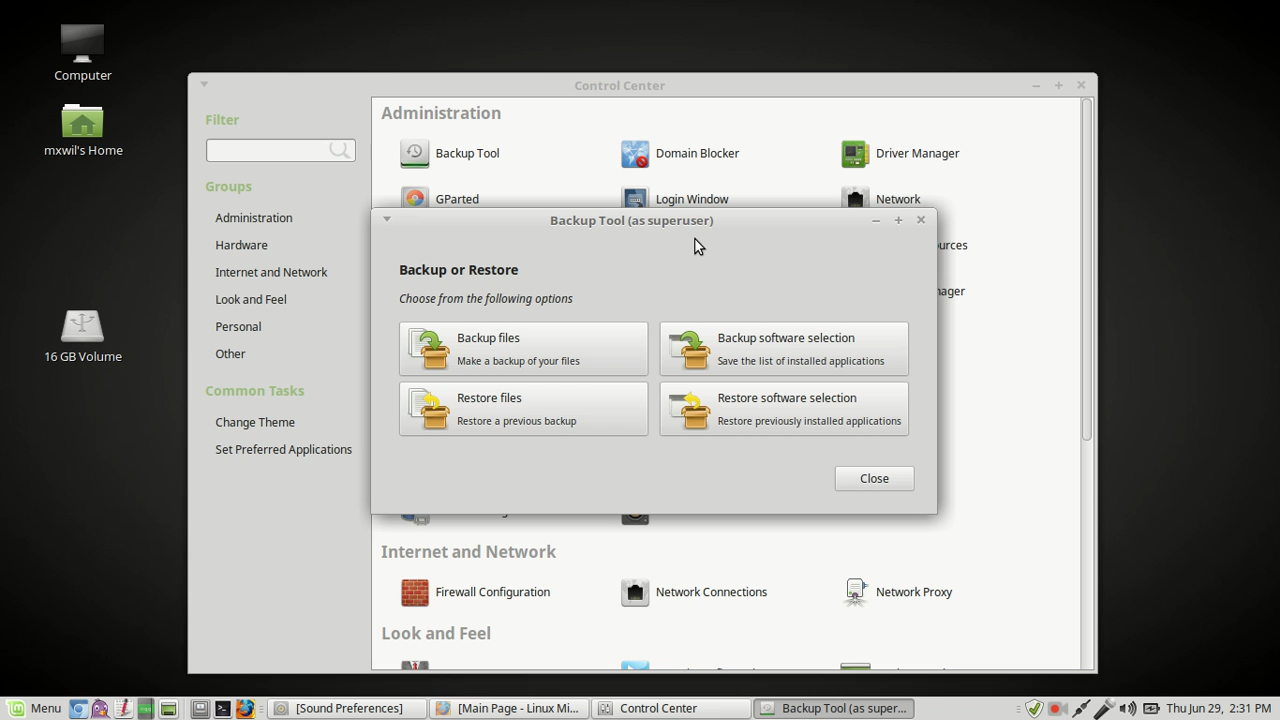 Computer
mxwil's Home
16 GB Volume
Control Center
Filter
Groups
Administration
Hardware
Internet and Network
Look and Feel
Personal
Other
Common Tasks
Change Theme
Set Preferred Applications
Administration
Backup Tool
Domain Blocker
Driver Manager
GParted
Login Window
Network
Backup Tool (as superuser)
Backup or Restore
Choose from the following options
Backup files
Make a backup of your files
Backup software selection
Save the list of installed applications
Restore files
Restore a previous backup
Restore software selection
Restore previously installed applications
Close
Internet and Network
Firewall Configuration
Network Connections
Network Proxy
Look and Feel
Menu
[Sound Preferences]
[Main Page - Linux Mi...
Control Center
Backup Tool (as super...
Thu Jun 29, 2:31 PM